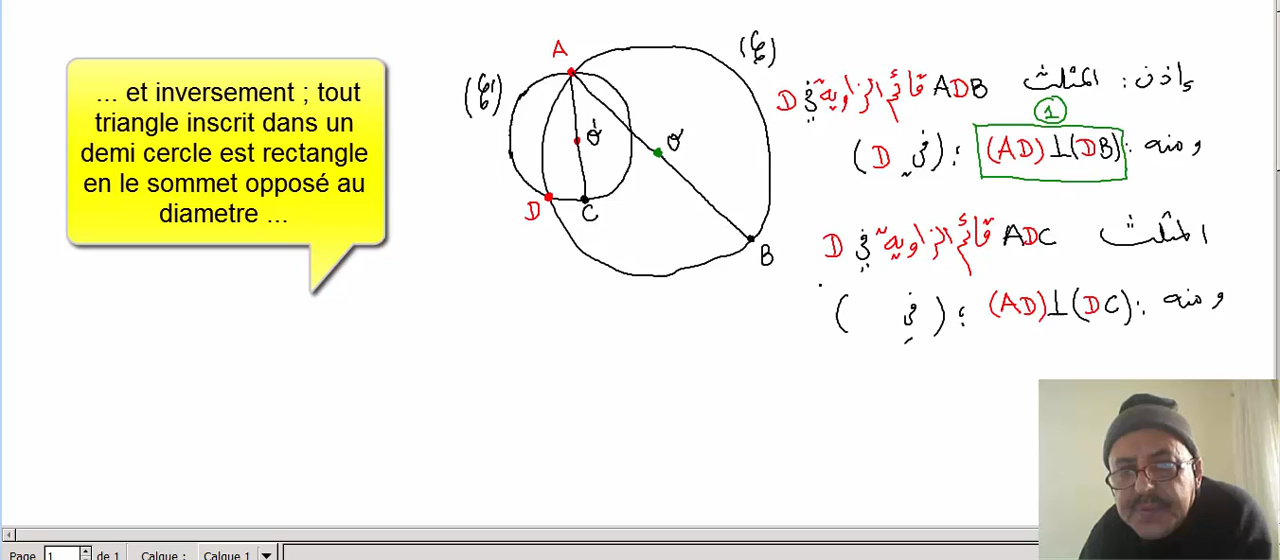 ... et inversement ; tout
triangle inscrit dans un
demi cercle est rectangle
en le sommet opposé au
diametre ...
A
(𝒞)
(𝒞')
O'
O
D
C
B
إذن : المثلث ADB قائم الزاوية في D
①
ومنه : (AD)⊥(DB) ؛ (في D)
المثلث ADC قائم الزاوية في D
ومنه : (AD)⊥(DC) ؛ (في )
Page 1 de 1 Calque : Calque 1